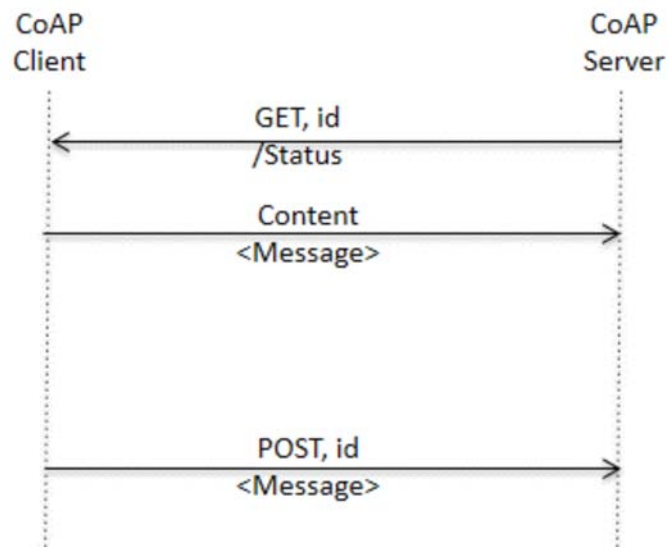 CoAP
Client
CoAP
Server
GET, id
/Status
Content
<Message>
POST, id
<Message>